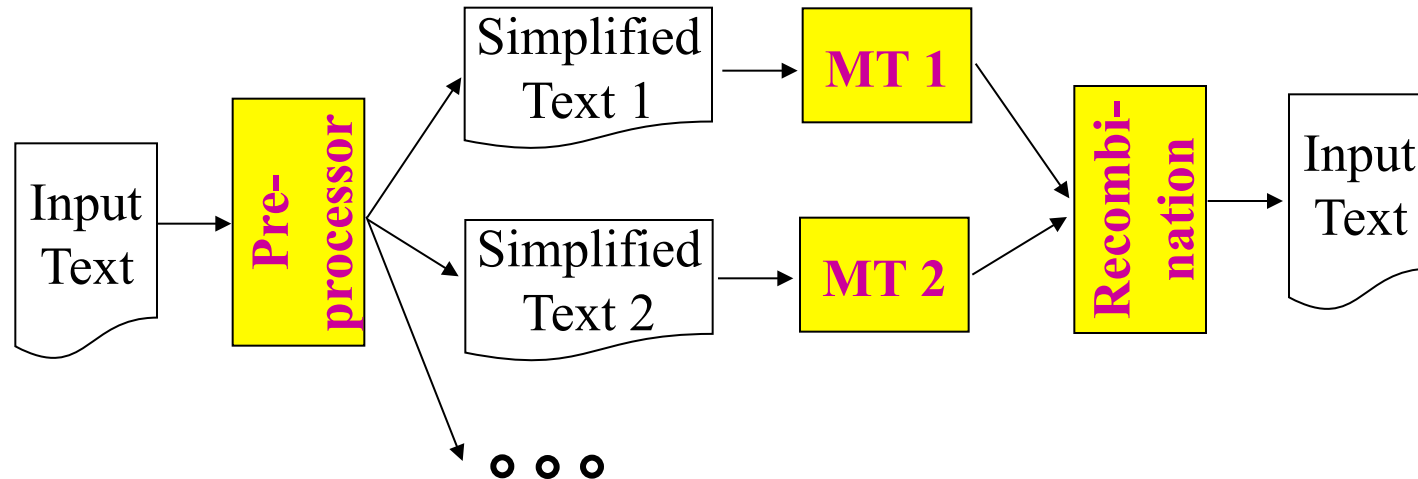 Input
Text
Pre-
processor
Simplified
Text 1
MT 1
Simplified
Text 2
MT 2
Recombi-
nation
Input
Text